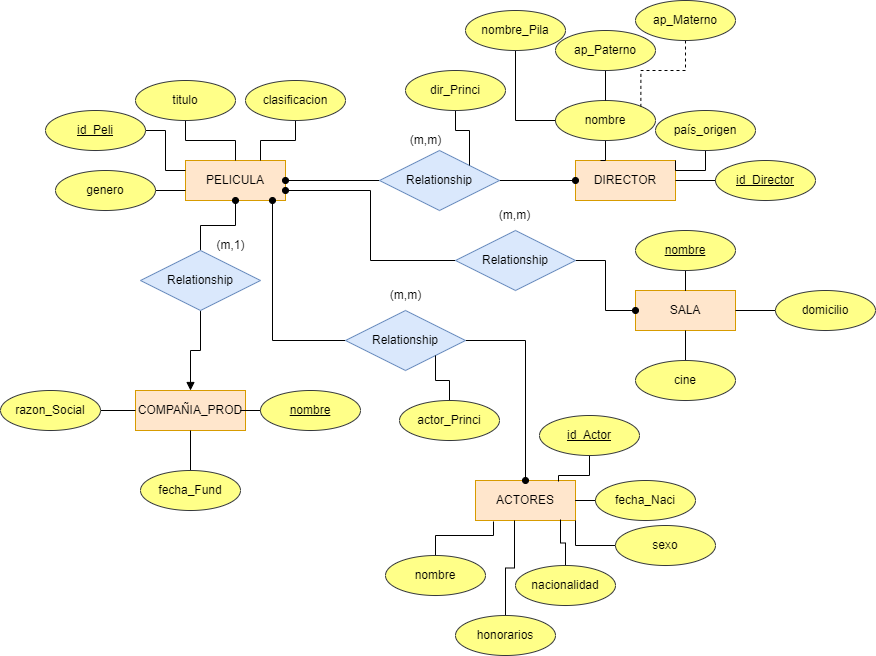 ap_Materno
nombre_Pila
ap_Paterno
dir_Princi
titulo
clasificacion
nombre
id_Peli
país_origen
(m,m)
PELICULA
Relationship
DIRECTOR
id_Director
genero
(m,m)
(m,1)
nombre
Relationship
Relationship
(m,m)
SALA
domicilio
Relationship
cine
razon_Social
COMPAÑIA_PROD
nombre
actor_Princi
id_Actor
fecha_Fund
ACTORES
fecha_Naci
sexo
nombre
nacionalidad
honorarios